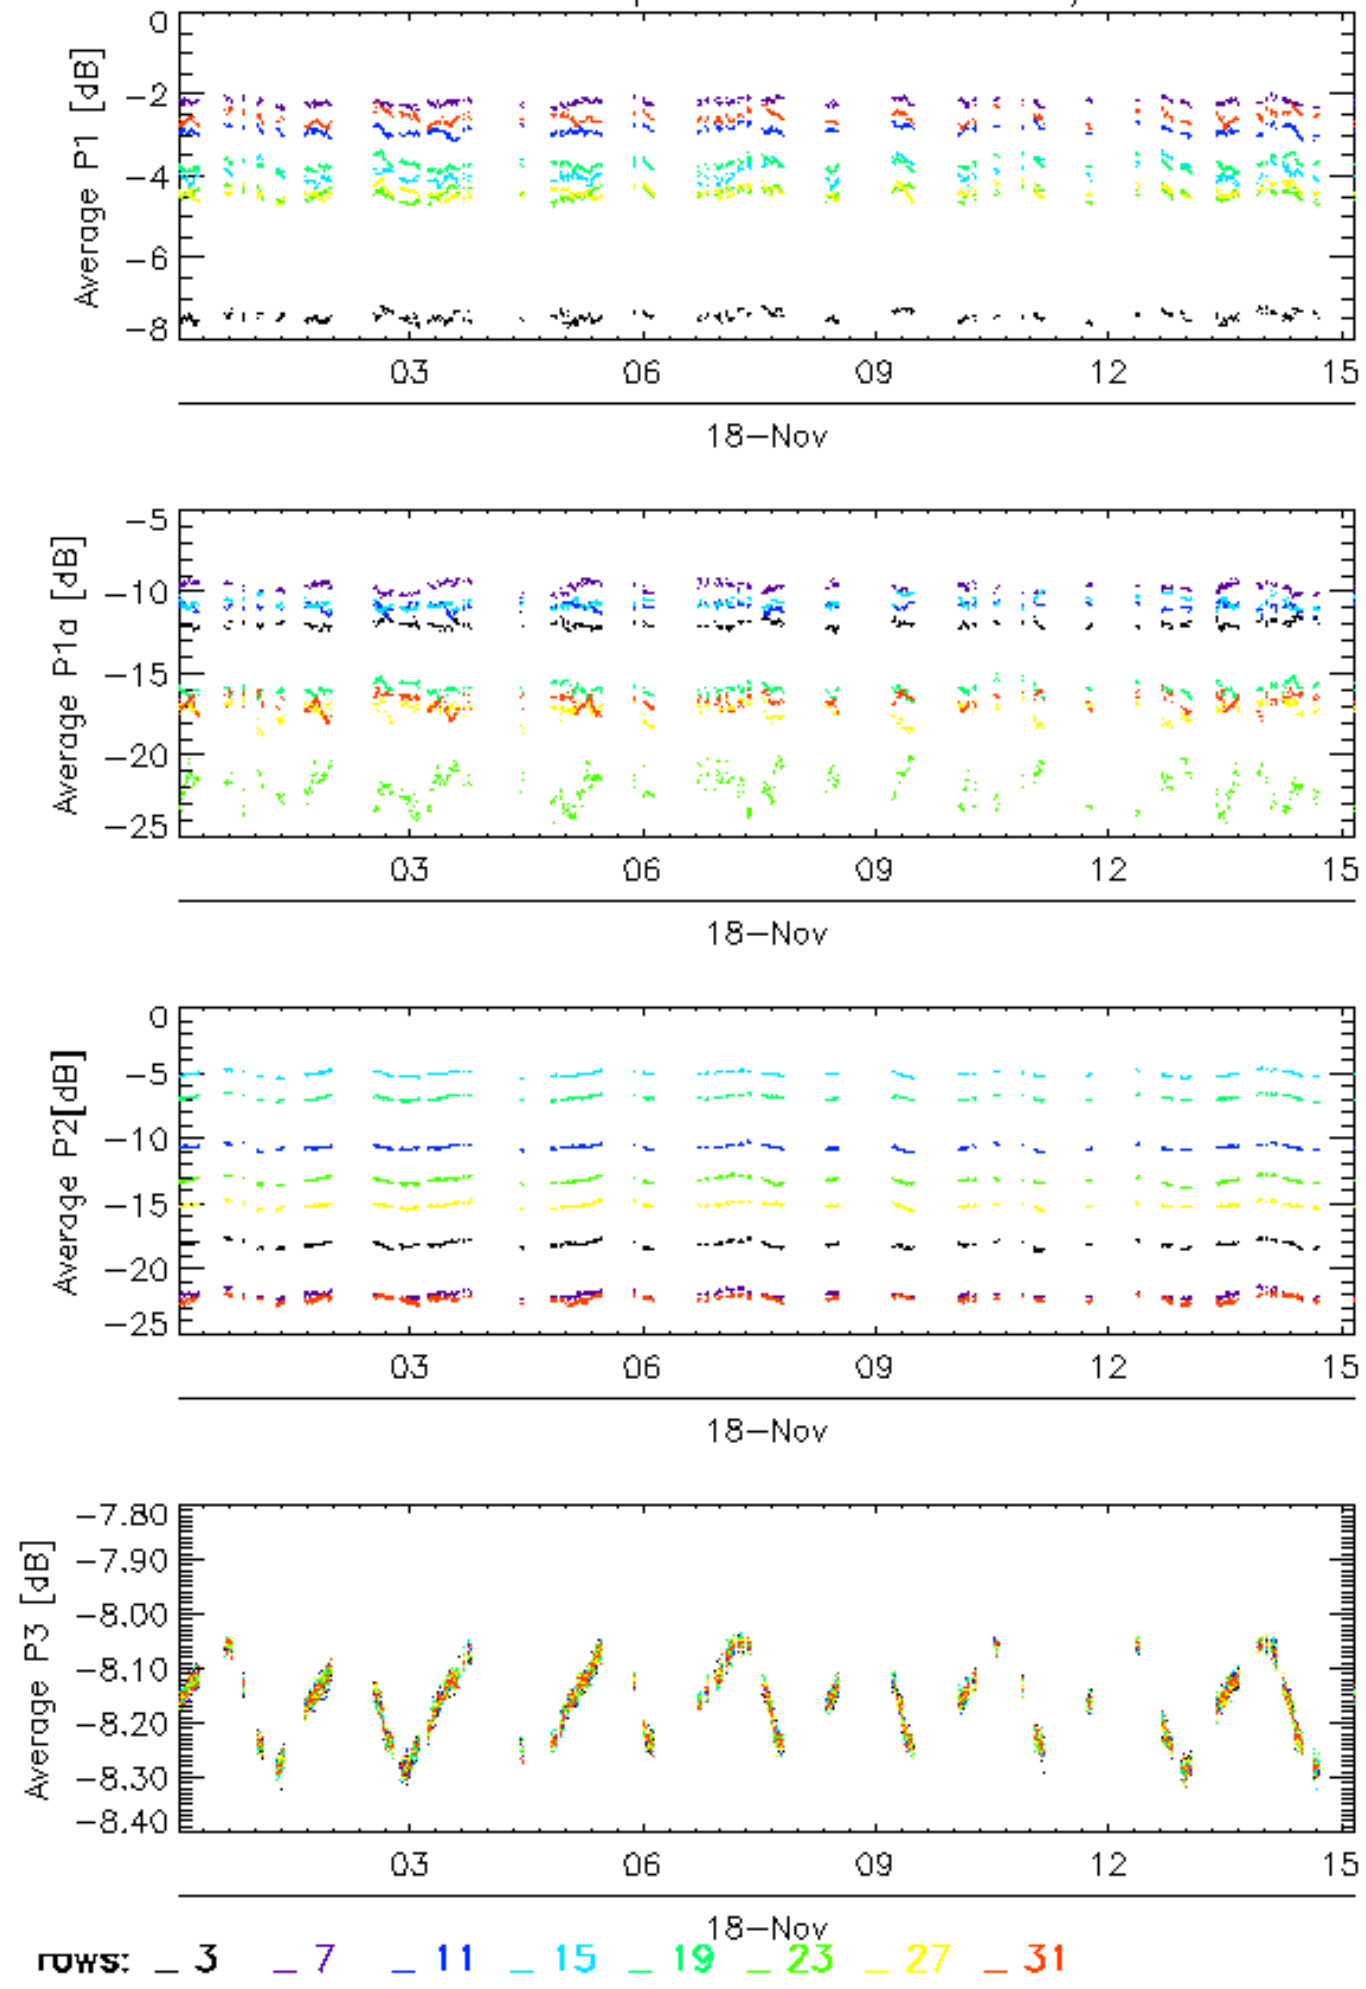 Average P1 [dB]
0
−2
−4
−6
−8
03 06 09 12 15
18−Nov
Average P1a [dB]
−5
−10
−15
−20
−25
03 06 09 12 15
18−Nov
Average P2[dB]
0
−5
−10
−15
−20
−25
03 06 09 12 15
18−Nov
Average P3 [dB]
−7.80
−7.90
−8.00
−8.10
−8.20
−8.30
−8.40
03 06 09 12 15
18−Nov
rows: _ 3 _ 7 _ 11 _ 15 _ 19 _ 23 _ 27 _ 31